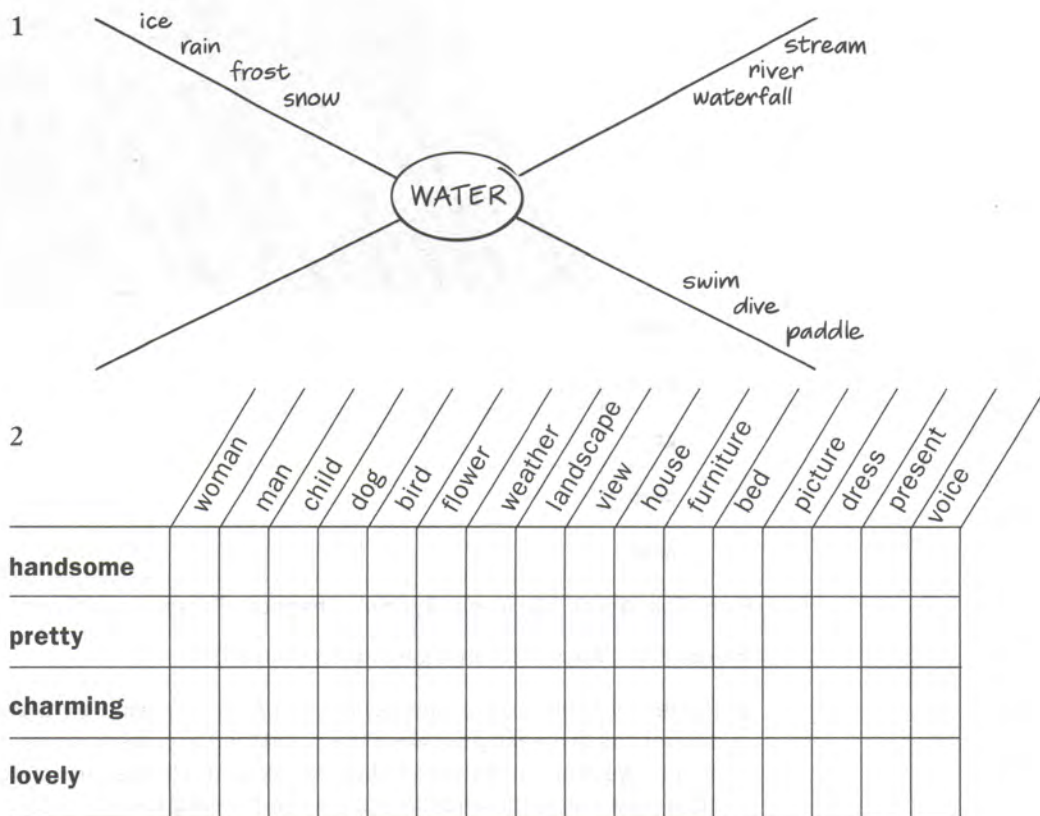 1
ice
rain
frost
snow
stream
river
waterfall
WATER
swim
dive
paddle
2
woman
man
child
dog
bird
flower
weather
landscape
view
house
furniture
bed
picture
dress
present
voice
handsome
pretty
charming
lovely